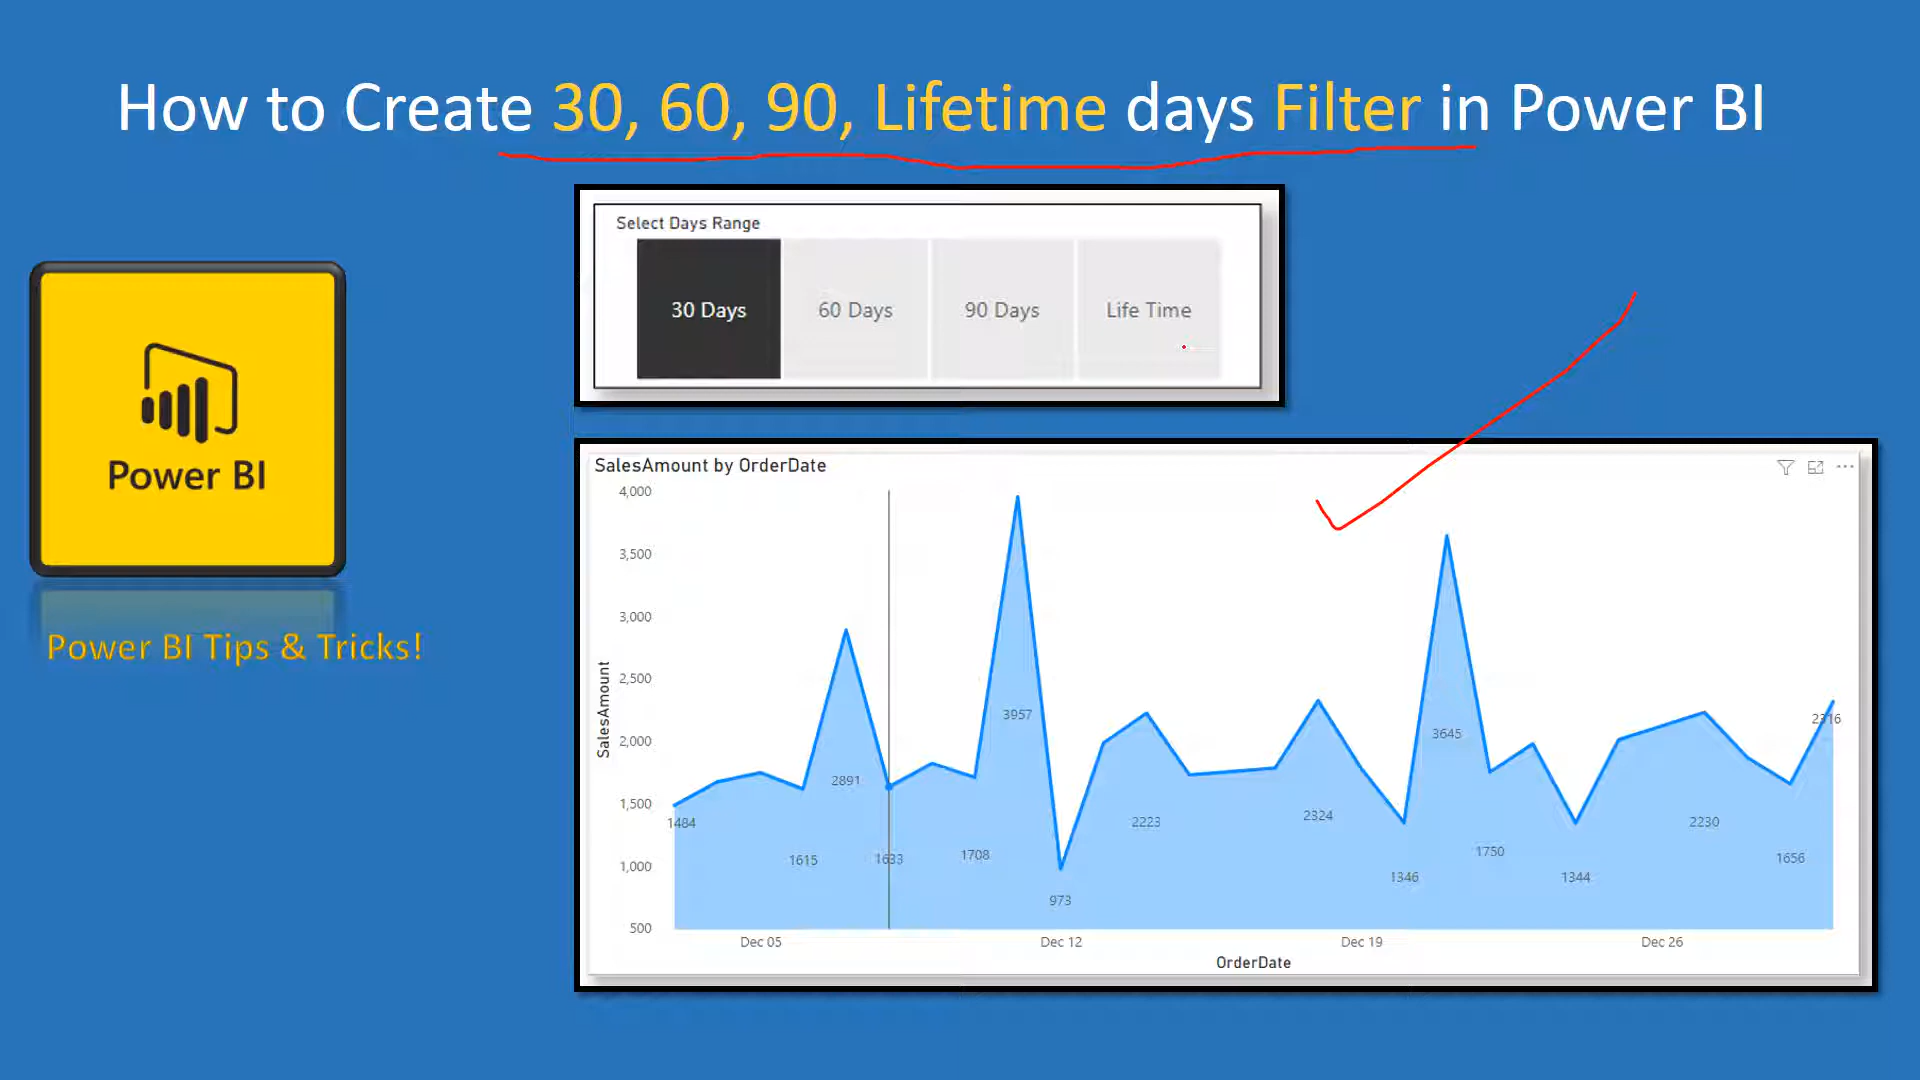 How to Create 30, 60, 90, Lifetime days Filter in Power BI
Select Days Range
30 Days 60 Days 90 Days Life Time
Power BI
Power BI Tips & Tricks!
SalesAmount by OrderDate
SalesAmount
4,000
3,500
3,000
2,500
2,000
1,500
1,000
500
1484
1615
2891
1633
1708
3957
973
2223
2324
1346
3645
1750
1344
2230
1656
2316
Dec 05 Dec 12 Dec 19 Dec 26
OrderDate